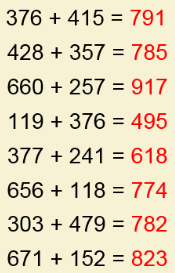 376 + 415 = 791
428 + 357 = 785
660 + 257 = 917
119 + 376 = 495
377 + 241 = 618
656 + 118 = 774
303 + 479 = 782
671 + 152 = 823